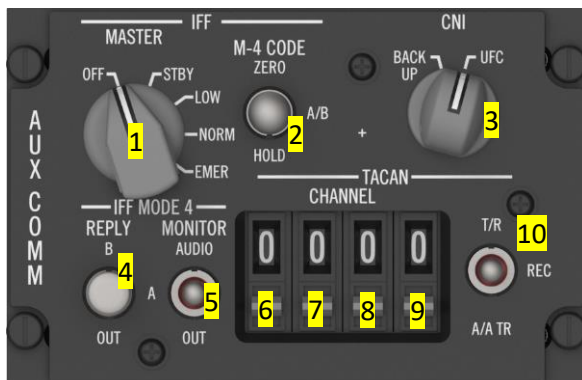 IFF
CNI
MASTER
M-4 CODE
OFF
STBY
LOW
NORM
EMER
1
ZERO
A/B
HOLD
2
BACK
UP
UFC
3
AUX COMM
IFF MODE 4
REPLY
B
4
OUT
MONITOR
AUDIO
A
5
OUT
TACAN
CHANNEL
0 0 0 0
6 7 8 9
T/R
10
REC
A/A TR